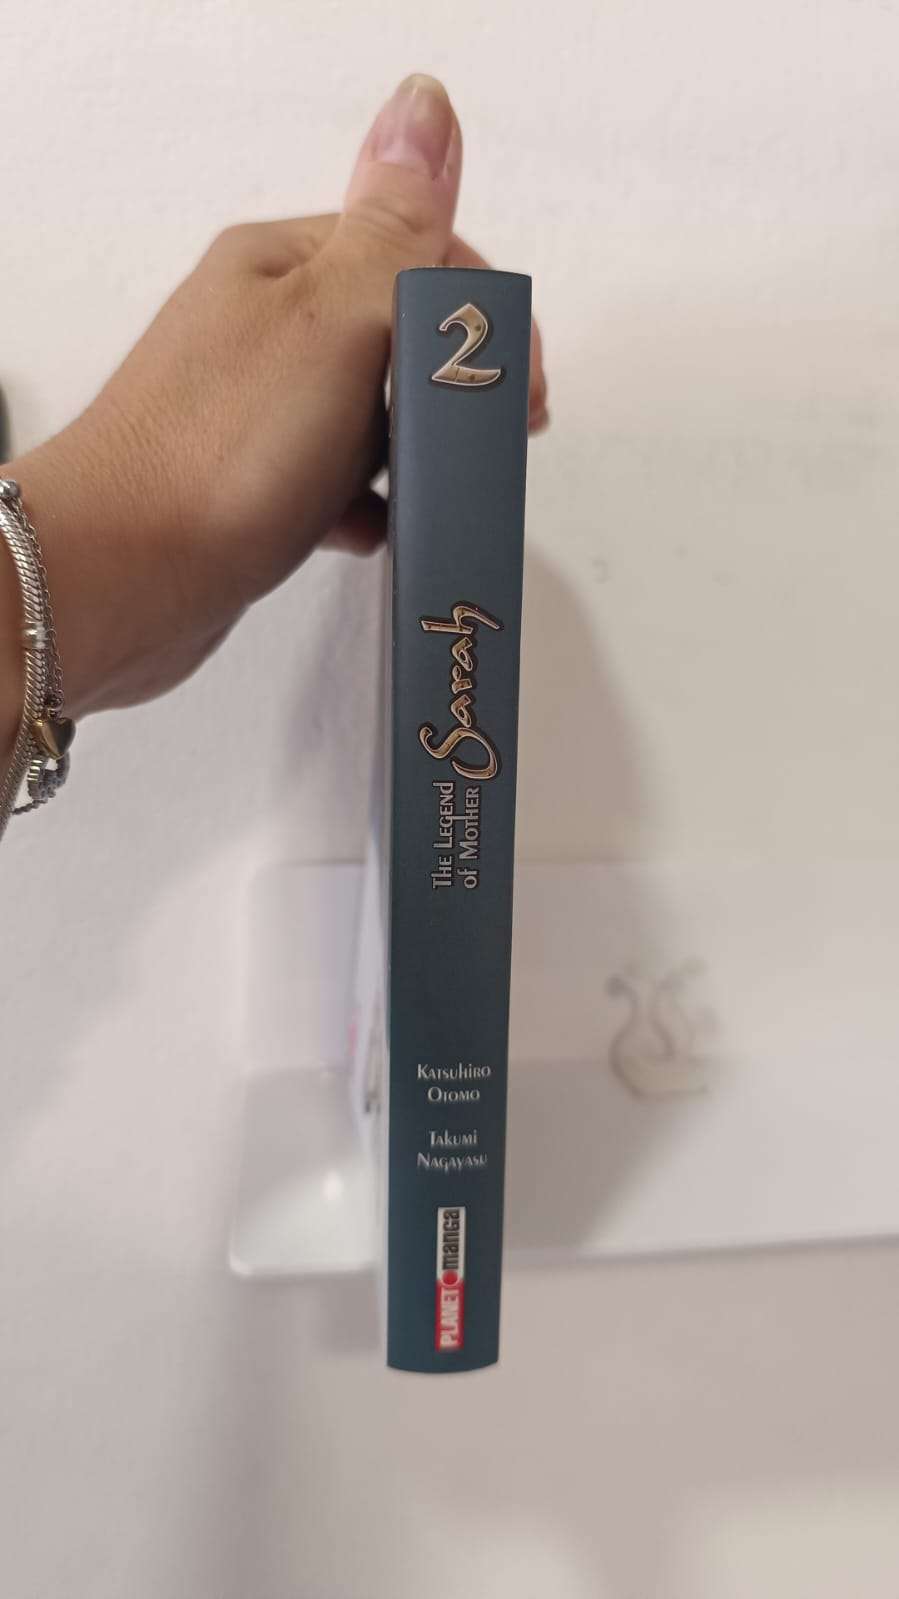 2
The Legend
of Mother
Sarah
Katsuhiro
Otomo
Takumi
Nagayasu
PLANET manga